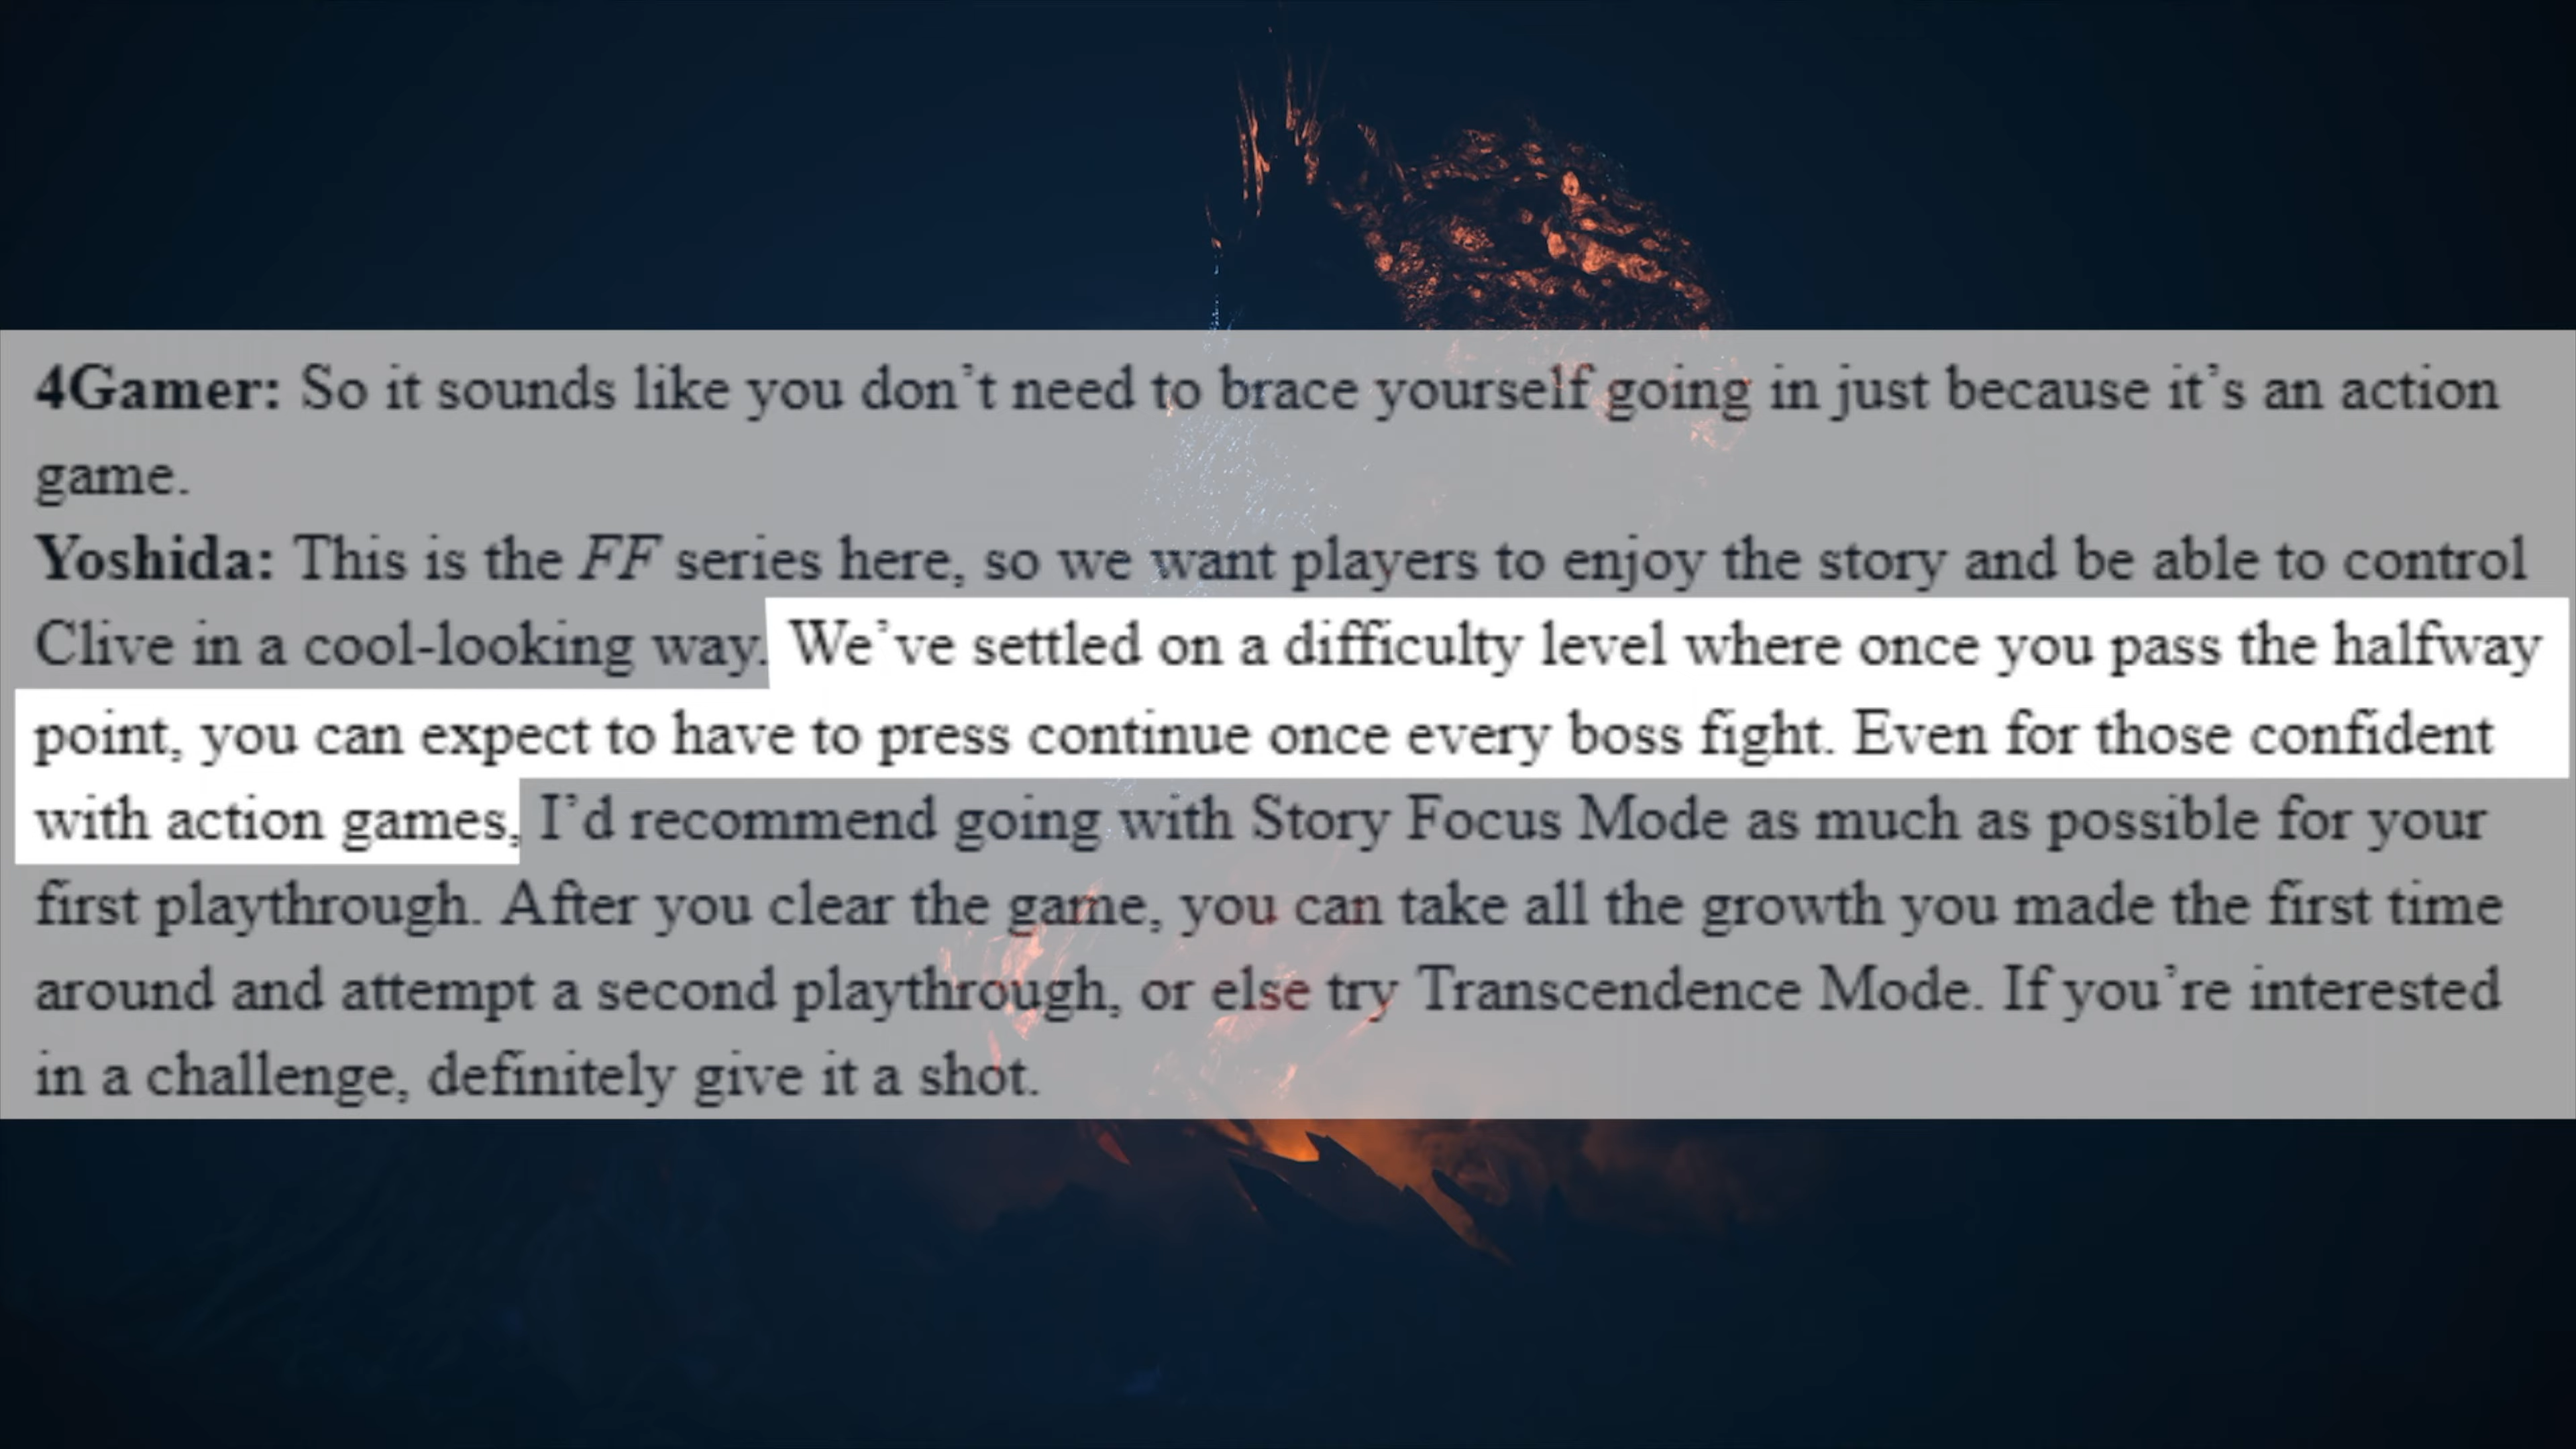 4Gamer: So it sounds like you don’t need to brace yourself going in just because it’s an action
game.
Yoshida: This is the FF series here, so we want players to enjoy the story and be able to control
Clive in a cool-looking way. We’ve settled on a difficulty level where once you pass the halfway
point, you can expect to have to press continue once every boss fight. Even for those confident
with action games, I’d recommend going with Story Focus Mode as much as possible for your
first playthrough. After you clear the game, you can take all the growth you made the first time
around and attempt a second playthrough, or else try Transcendence Mode. If you’re interested
in a challenge, definitely give it a shot.